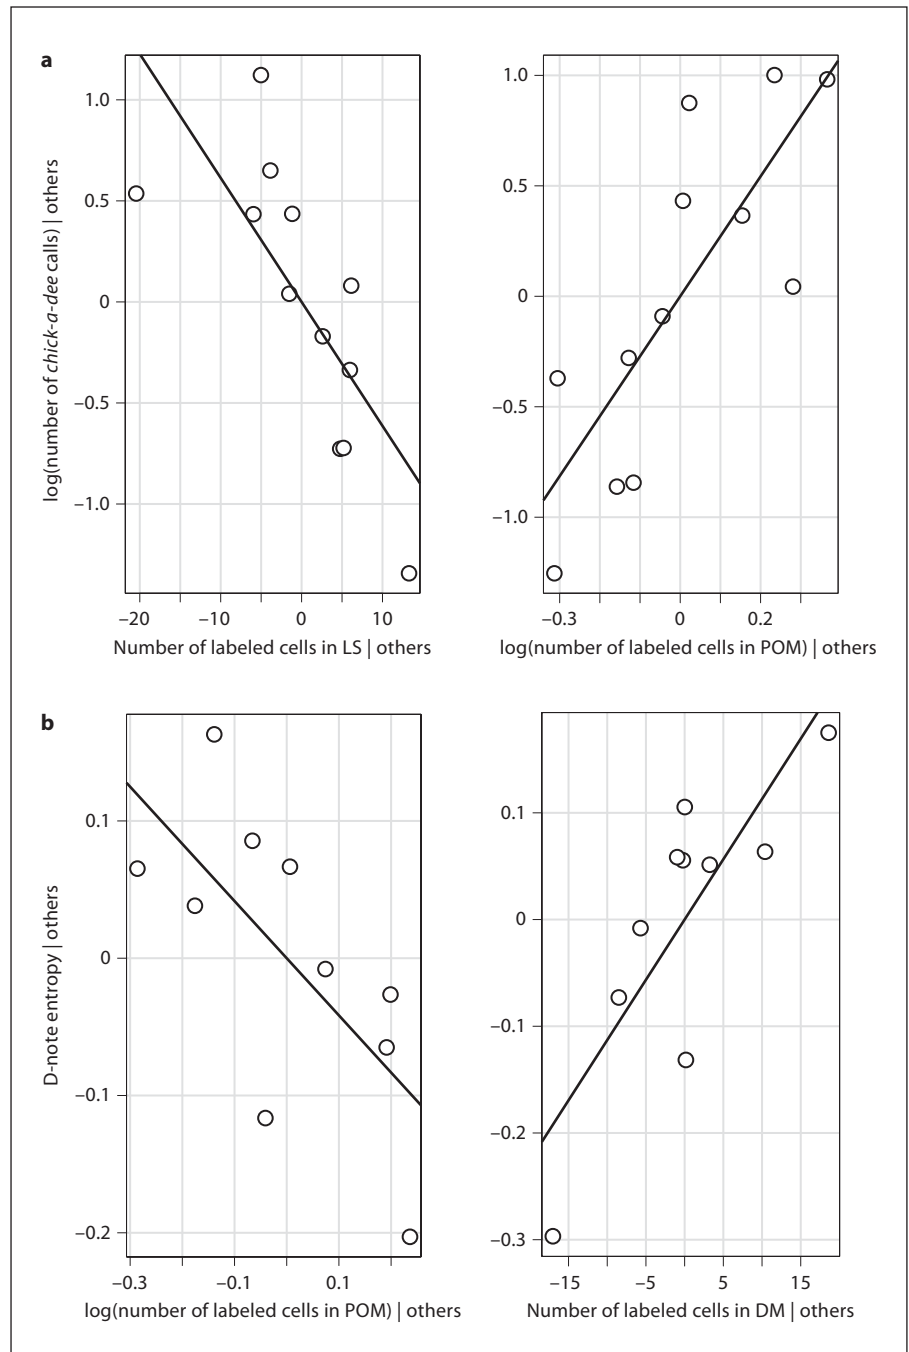 a
1.0
0.5
0
–0.5
–1.0
log(number of chick-a-dee calls) | others
–20 –10 0 10
Number of labeled cells in LS | others
1.0
0.5
0
–0.5
–1.0
–0.3 0 0.2
log(number of labeled cells in POM) | others
b
0.1
0
–0.1
–0.2
D-note entropy | others
–0.3 –0.1 0.1
log(number of labeled cells in POM) | others
0.1
0
–0.1
–0.2
–0.3
–15 –5 5 15
Number of labeled cells in DM | others